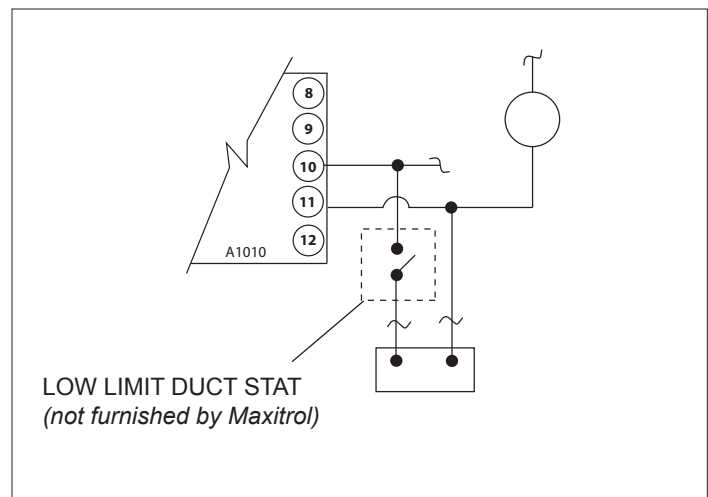 8
9
10
11
12
A1010
LOW LIMIT DUCT STAT
(not furnished by Maxitrol)